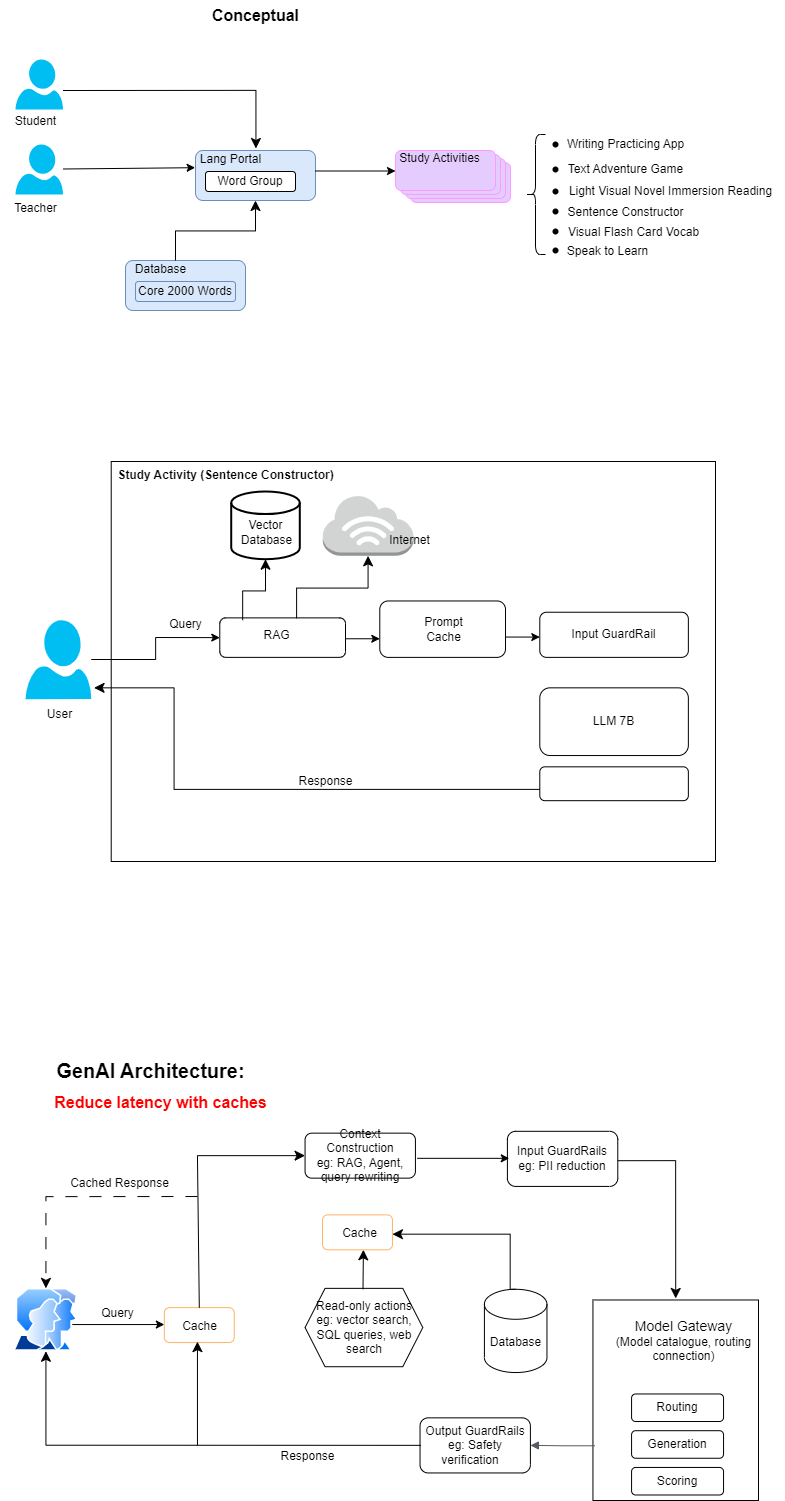 Conceptual
Student
Teacher
Lang Portal
Word Group
Database
Core 2000 Words
Study Activities
Writing Practicing App
Text Adventure Game
Light Visual Novel Immersion Reading
Sentence Constructor
Visual Flash Card Vocab
Speak to Learn
Study Activity (Sentence Constructor)
Vector
Database
Internet
Query
RAG
Prompt
Cache
Input GuardRail
User
LLM 7B
Response
GenAI Architecture:
Reduce latency with caches
Context
Construction
eg: RAG, Agent,
query rewriting
Input GuardRails
eg: PII reduction
Cached Response
Cache
Query
Cache
Read-only actions
eg: vector search,
SQL queries, web
search
Database
Model Gateway
(Model catalogue, routing
connection)
Routing
Generation
Scoring
Output GuardRails
eg: Safety
verification
Response